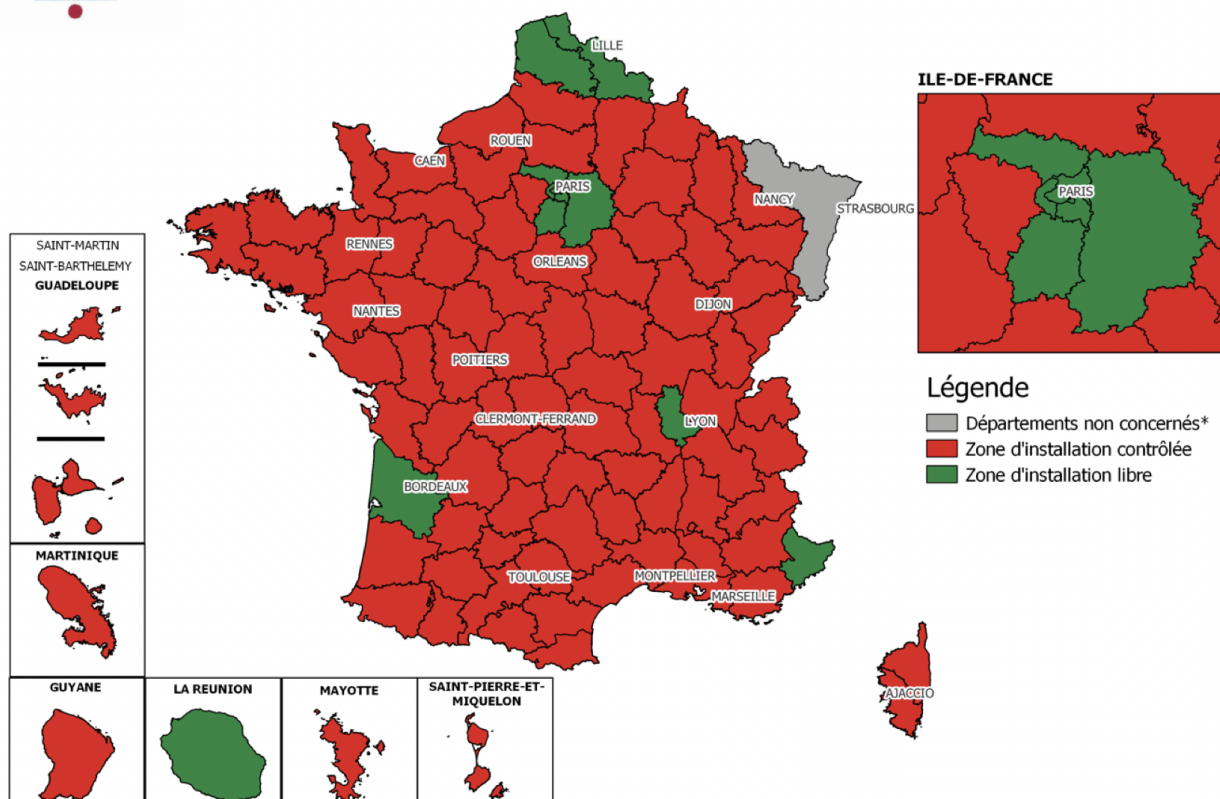 LILLE
ROUEN
CAEN
PARIS
NANCY
STRASBOURG
RENNES
ORLEANS
NANTES
DIJON
POITIERS
CLERMONT-FERRAND
LYON
BORDEAUX
TOULOUSE
MONTPELLIER
MARSEILLE
AJACCIO
ILE-DE-FRANCE
PARIS
Légende
Départements non concernés*
Zone d'installation contrôlée
Zone d'installation libre
SAINT-MARTIN
SAINT-BARTHELEMY
GUADELOUPE
MARTINIQUE
GUYANE
LA REUNION
MAYOTTE
SAINT-PIERRE-ET-
MIQUELON